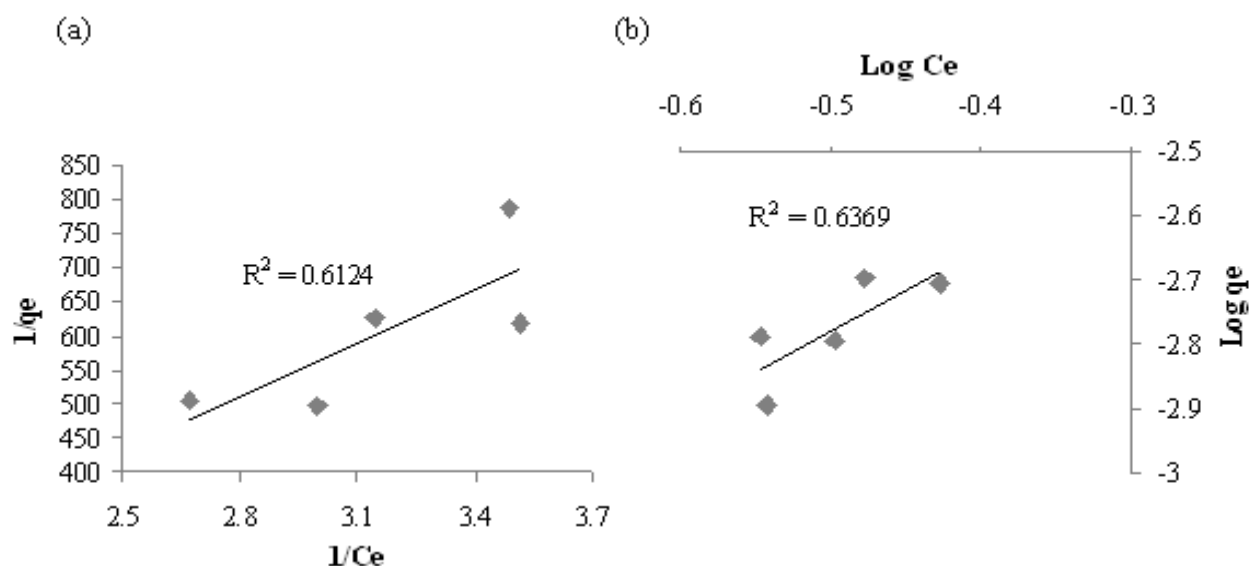 (a)
850
800
750
700
650
600
550
500
450
400
1/qe
R² = 0.6124
2.5 2.8 3.1 3.4 3.7
1/Ce
(b)
Log Ce
-0.6 -0.5 -0.4 -0.3
R² = 0.6369
-2.5
-2.6
-2.7
-2.8
-2.9
-3
Log qe